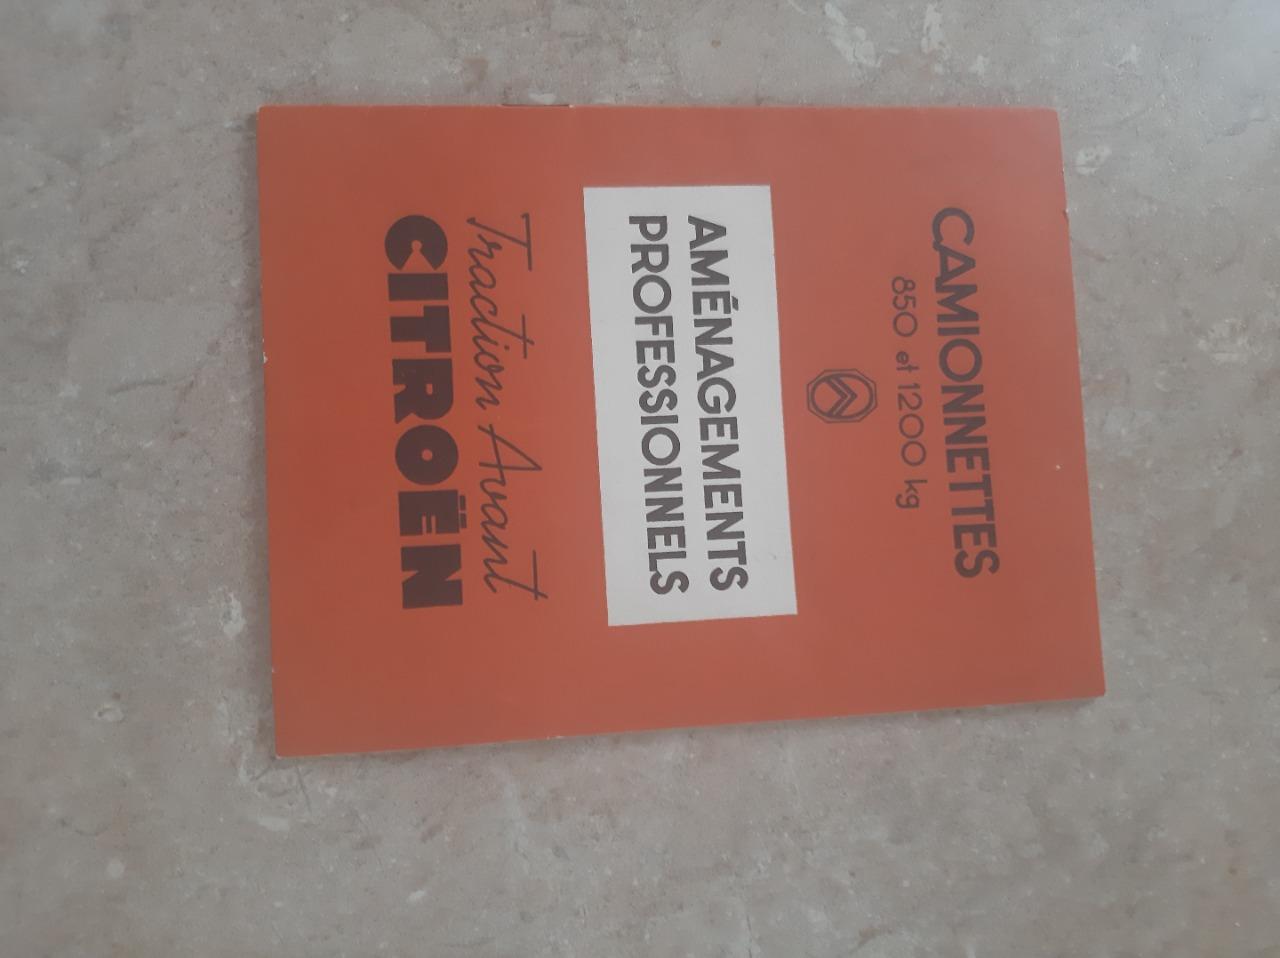 CAMIONNETTES
850 et 1200 kg
AMÉNAGEMENTS
PROFESSIONNELS
Traction Avant
CITROËN